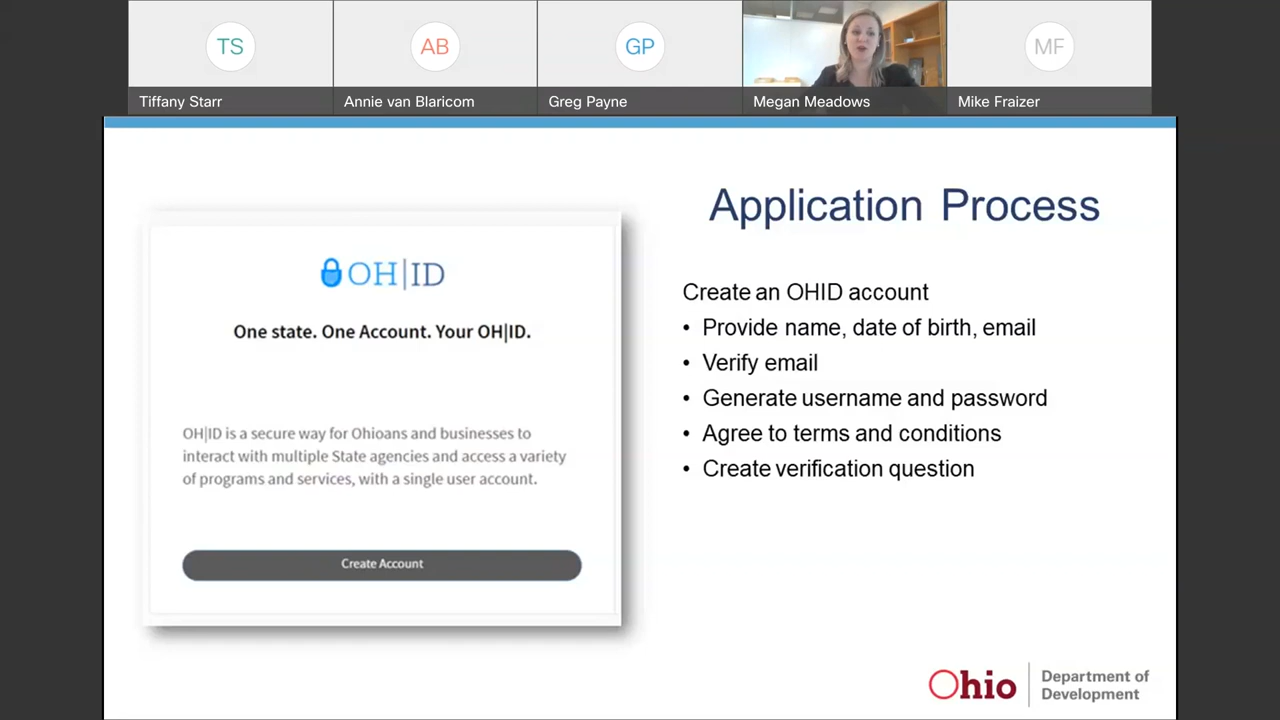 TS
AB
GP
MF
Tiffany Starr
Annie van Blaricom
Greg Payne
Megan Meadows
Mike Fraizer
Application Process
OH|ID
One state. One Account. Your OH|ID.
OH|ID is a secure way for Ohioans and businesses to
interact with multiple State agencies and access a variety
of programs and services, with a single user account.
Create Account
Create an OHID account
• Provide name, date of birth, email
• Verify email
• Generate username and password
• Agree to terms and conditions
• Create verification question
Ohio
Department of
Development